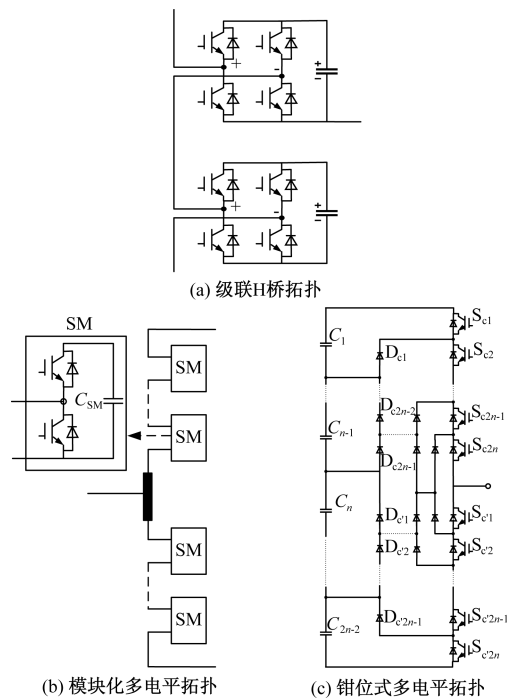 +
-
+
-
+
-
+
-
(a) 级联H桥拓扑
SM
C_SM
SM
SM
SM
SM
(b) 模块化多电平拓扑
C_1
D_c1
S_c1
S_c2
D_c2n-2
S_c2n-1
C_n-1
D_c2n-1
S_c2n
C_n
D_c'1
S_c'1
D_c'2
S_c'2
C_2n-2
D_c'2n-1
S_c'2n-1
S_c'2n
(c) 钳位式多电平拓扑